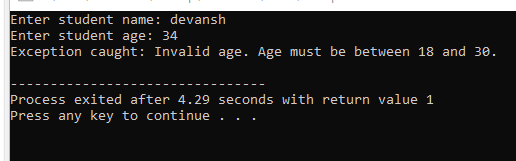 Enter student name: devansh
Enter student age: 34
Exception caught: Invalid age. Age must be between 18 and 30.
--------------------------------
Process exited after 4.29 seconds with return value 1
Press any key to continue . . .